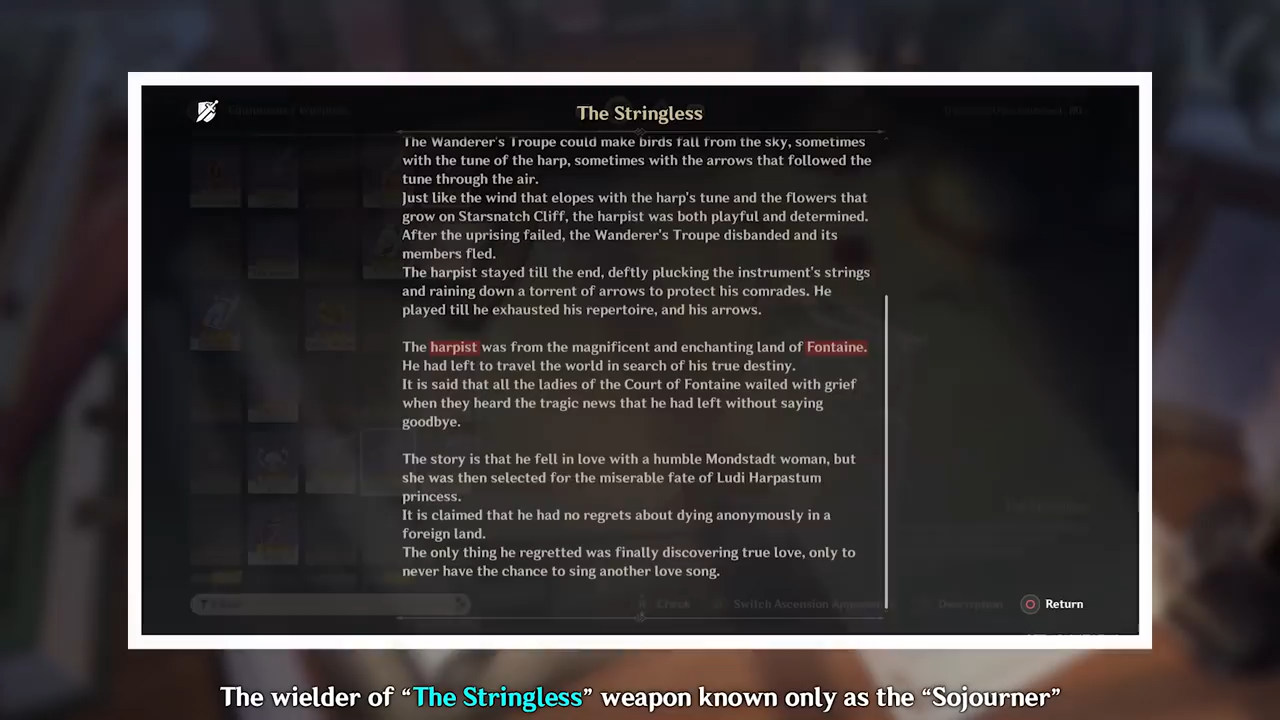 The Stringless
The Wanderer's Troupe could make birds fall from the sky, sometimes
with the tune of the harp, sometimes with the arrows that followed the
tune through the air.
Just like the wind that elopes with the harp's tune and the flowers that
grow on Starsnatch Cliff, the harpist was both playful and determined.
After the uprising failed, the Wanderer's Troupe disbanded and its
members fled.
The harpist stayed till the end, deftly plucking the instrument's strings
and raining down a torrent of arrows to protect his comrades. He
played till he exhausted his repertoire, and his arrows.
The harpist was from the magnificent and enchanting land of Fontaine.
He had left to travel the world in search of his true destiny.
It is said that all the ladies of the Court of Fontaine wailed with grief
when they heard the tragic news that he had left without saying
goodbye.
The story is that he fell in love with a humble Mondstadt woman, but
she was then selected for the miserable fate of Ludi Harpastum
princess.
It is claimed that he had no regrets about dying anonymously in a
foreign land.
The only thing he regretted was finally discovering true love, only to
never have the chance to sing another love song.
Switch Ascension
Return
The wielder of “The Stringless” weapon known only as the “Sojourner”